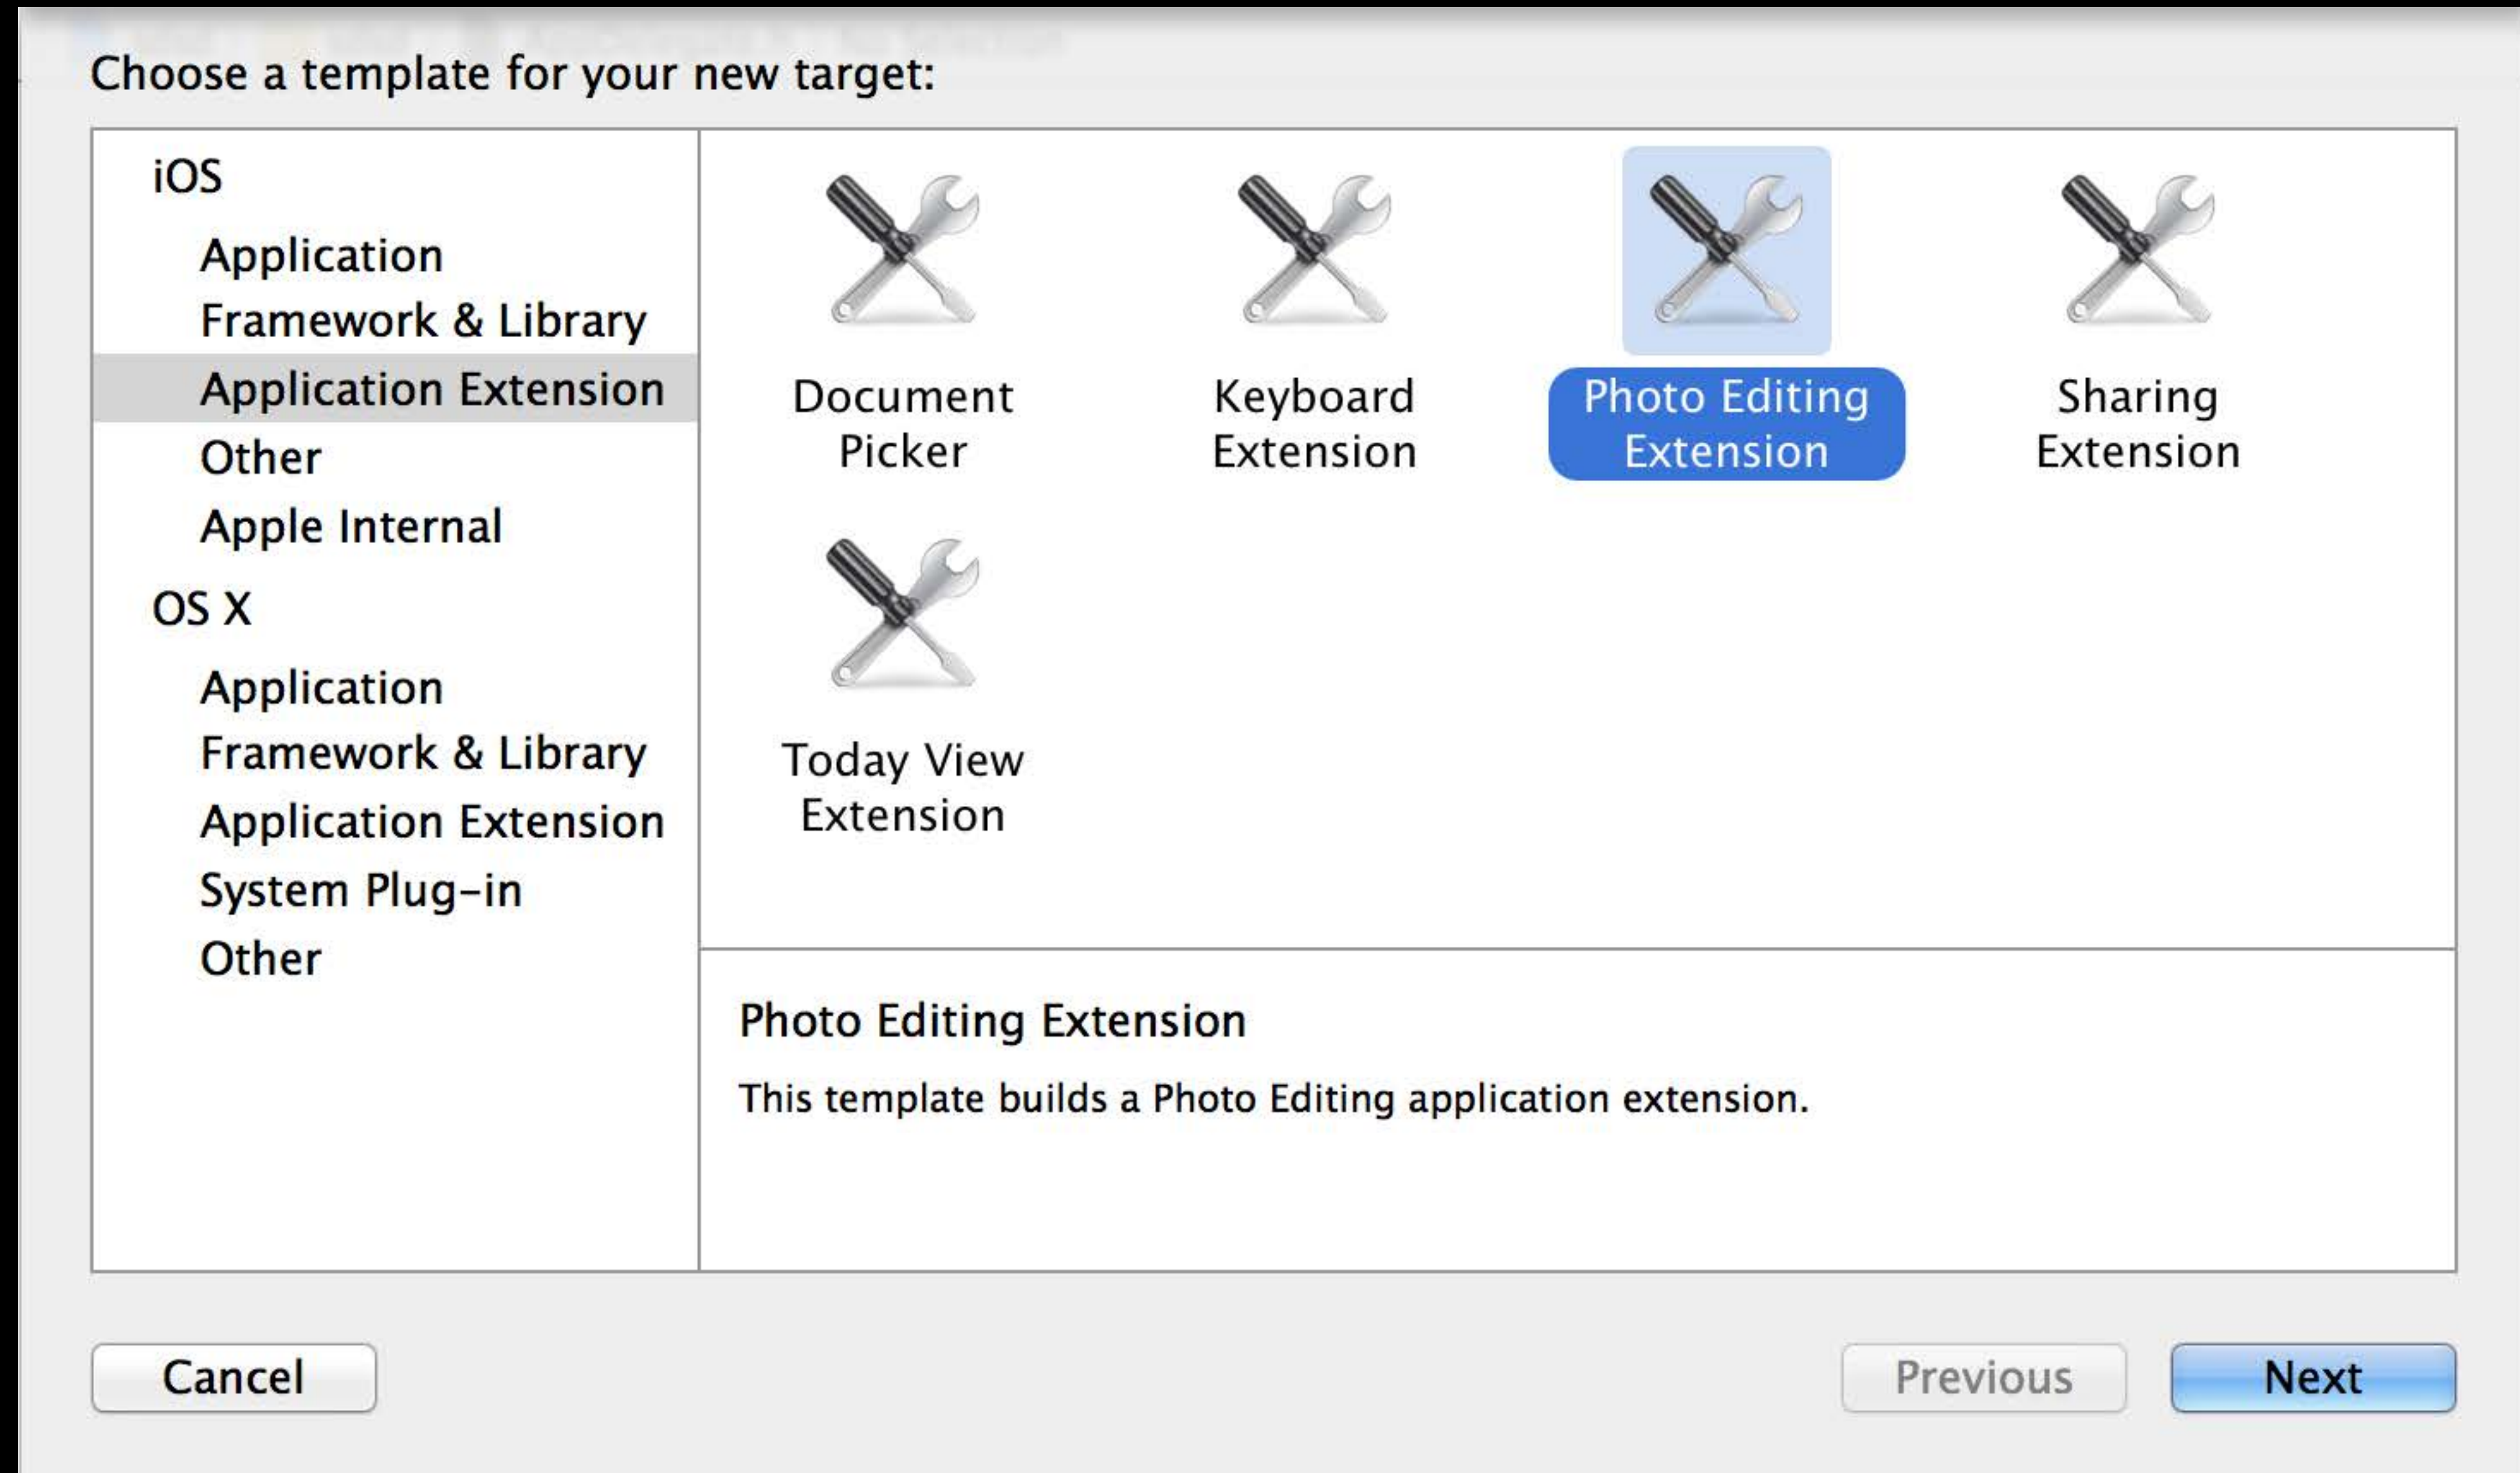 Choose a template for your new target:
iOS
Application
Framework & Library
Application Extension
Other
Apple Internal
OS X
Application
Framework & Library
Application Extension
System Plug-in
Other
Document
Picker
Keyboard
Extension
Photo Editing
Extension
Sharing
Extension
Today View
Extension
Photo Editing Extension
This template builds a Photo Editing application extension.
Cancel
Previous
Next